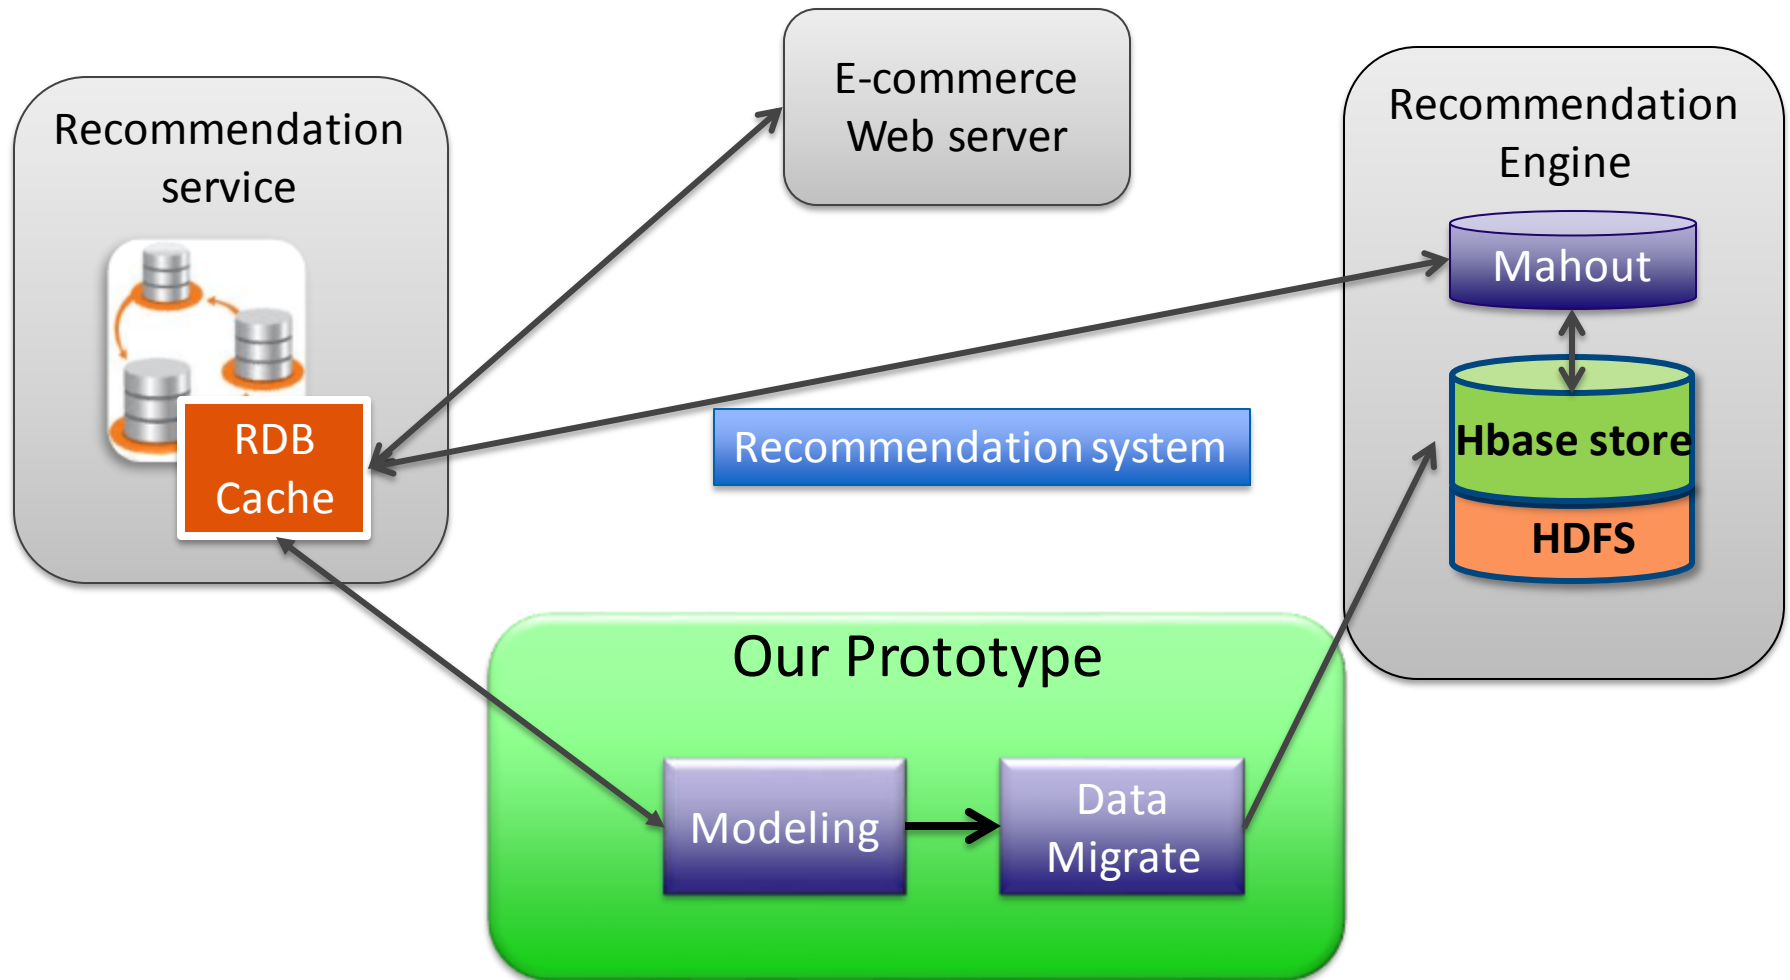 E-commerce
Web server
Recommendation
service
Recommendation
Engine
Mahout
RDB
Cache
Recommendation system
Hbase store
HDFS
Our Prototype
Modeling
Data
Migrate